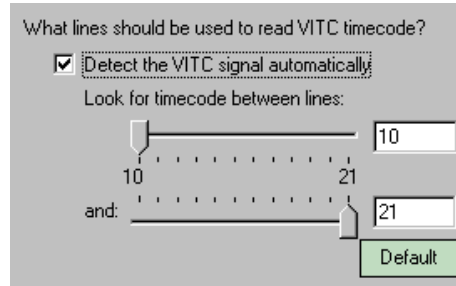 What lines should be used to read VITC timecode?
Detect the VITC signal automatically
Look for timecode between lines:
10
10 21
and: 21
Default